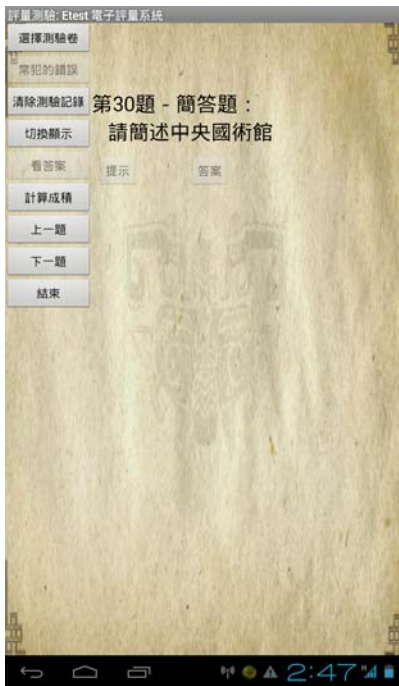 評量測驗: Etest 電子評量系統
選擇測驗卷
常犯的錯誤
清除測驗記錄
第30題 - 簡答題：
切換顯示
請簡述中央國術館
看答案
提示
答案
計算成積
上一題
下一題
結束
2:47